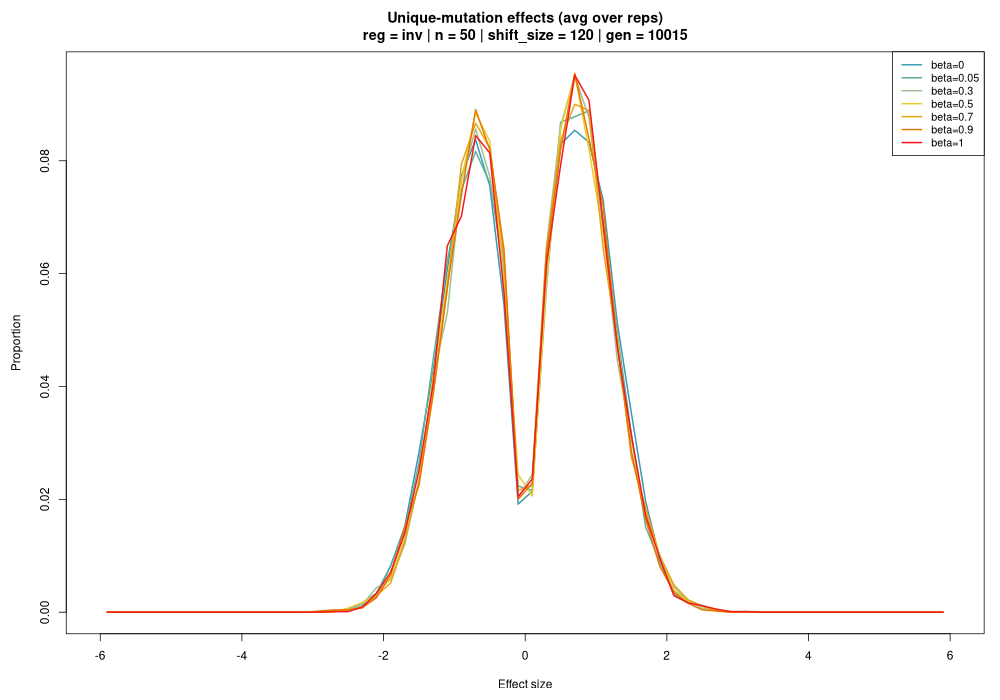 Unique-mutation effects (avg over reps)
reg = inv | n = 50 | shift_size = 120 | gen = 10015
beta=0
beta=0.05
beta=0.3
beta=0.5
beta=0.7
beta=0.9
beta=1
Proportion
0.08
0.06
0.04
0.02
0.00
-6 -4 -2 0 2 4 6
Effect size